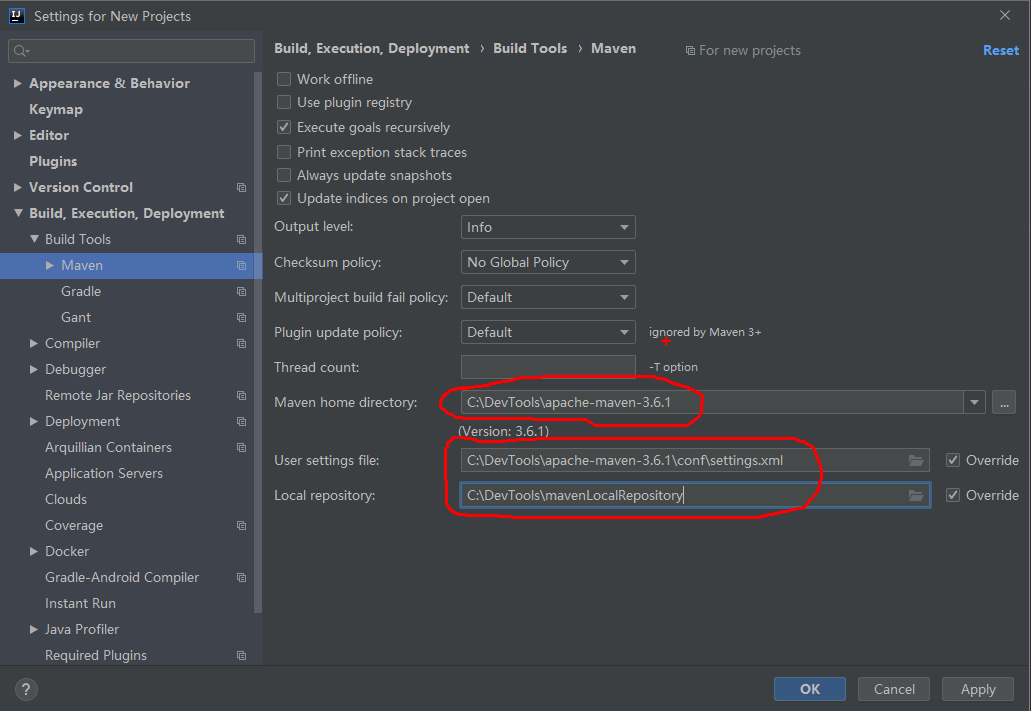 Settings for New Projects
Appearance & Behavior
Keymap
Editor
Plugins
Version Control
Build, Execution, Deployment
Build Tools
Maven
Gradle
Gant
Compiler
Debugger
Remote Jar Repositories
Deployment
Arquillian Containers
Application Servers
Clouds
Coverage
Docker
Gradle-Android Compiler
Instant Run
Java Profiler
Required Plugins
Build, Execution, Deployment › Build Tools › Maven For new projects Reset
Work offline
Use plugin registry
Execute goals recursively
Print exception stack traces
Always update snapshots
Update indices on project open
Output level: Info
Checksum policy: No Global Policy
Multiproject build fail policy: Default
Plugin update policy: Default ignored by Maven 3+
Thread count: -T option
Maven home directory: C:\DevTools\apache-maven-3.6.1 ...
(Version: 3.6.1)
User settings file: C:\DevTools\apache-maven-3.6.1\conf\settings.xml Override
Local repository: C:\DevTools\mavenLocalRepository Override
? OK Cancel Apply